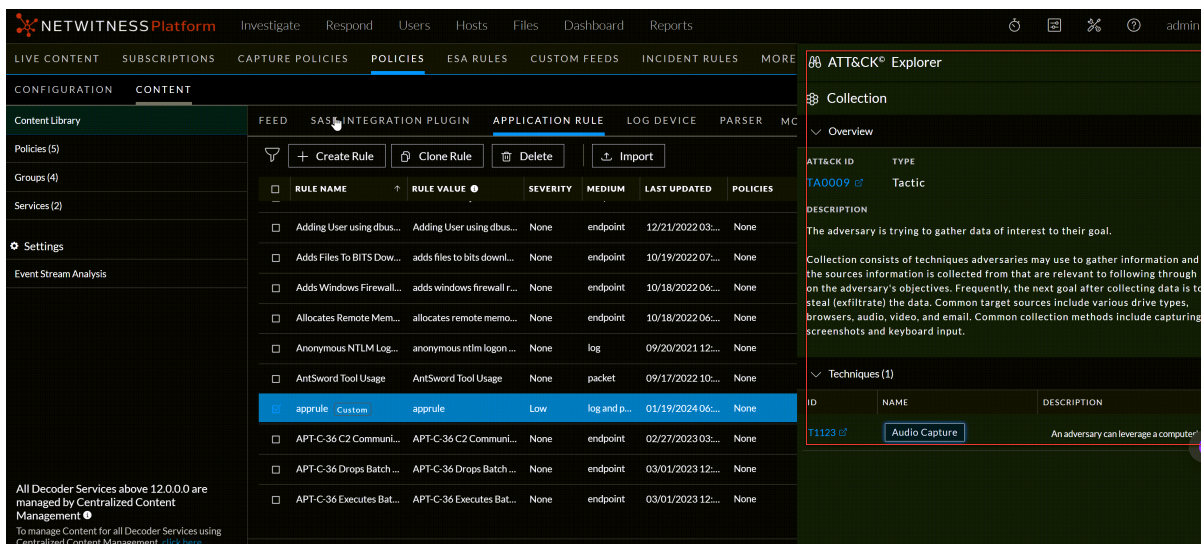 NETWITNESS Platform Investigate Respond Users Hosts Files Dashboard Reports admin
LIVE CONTENT SUBSCRIPTIONS CAPTURE POLICIES POLICIES ESA RULES CUSTOM FEEDS INCIDENT RULES MORE
CONFIGURATION CONTENT
Content Library
Policies (5)
Groups (4)
Services (2)
Settings
Event Stream Analysis
All Decoder Services above 12.0.0.0 are
managed by Centralized Content
Management
To manage Content for all Decoder Services using
Centralized Content Management, click here
FEED SASE INTEGRATION PLUGIN APPLICATION RULE LOG DEVICE PARSER MO
+ Create Rule Clone Rule Delete Import
RULE NAME RULE VALUE SEVERITY MEDIUM LAST UPDATED POLICIES
Adding User using dbus... Adding User using dbus... None endpoint 12/21/2022 03:... None
Adds Files To BITS Dow... adds files to bits downl... None endpoint 10/19/2022 07:... None
Adds Windows Firewall... adds windows firewall r... None endpoint 10/18/2022 06:... None
Allocates Remote Mem... allocates remote memo... None endpoint 10/18/2022 06:... None
Anonymous NTLM Log... anonymous ntlm logon ... None log 09/20/2021 12:... None
AntSword Tool Usage AntSword Tool Usage None packet 09/17/2022 10:... None
apprule Custom apprule Low log and p... 01/19/2024 06:... None
APT-C-36 C2 Communi... APT-C-36 C2 Communi... None endpoint 02/27/2023 03:... None
APT-C-36 Drops Batch ... APT-C-36 Drops Batch ... None endpoint 03/01/2023 12:... None
APT-C-36 Executes Bat... APT-C-36 Executes Bat... None endpoint 03/01/2023 12:... None
ATT&CK© Explorer
Collection
Overview
ATT&CK ID TYPE
TA0009 Tactic
DESCRIPTION
The adversary is trying to gather data of interest to their goal.
Collection consists of techniques adversaries may use to gather information and
the sources information is collected from that are relevant to following through
on the adversary's objectives. Frequently, the next goal after collecting data is to
steal (exfiltrate) the data. Common target sources include various drive types,
browsers, audio, video, and email. Common collection methods include capturing
screenshots and keyboard input.
Techniques (1)
ID NAME DESCRIPTION
T1123 Audio Capture An adversary can leverage a computer'